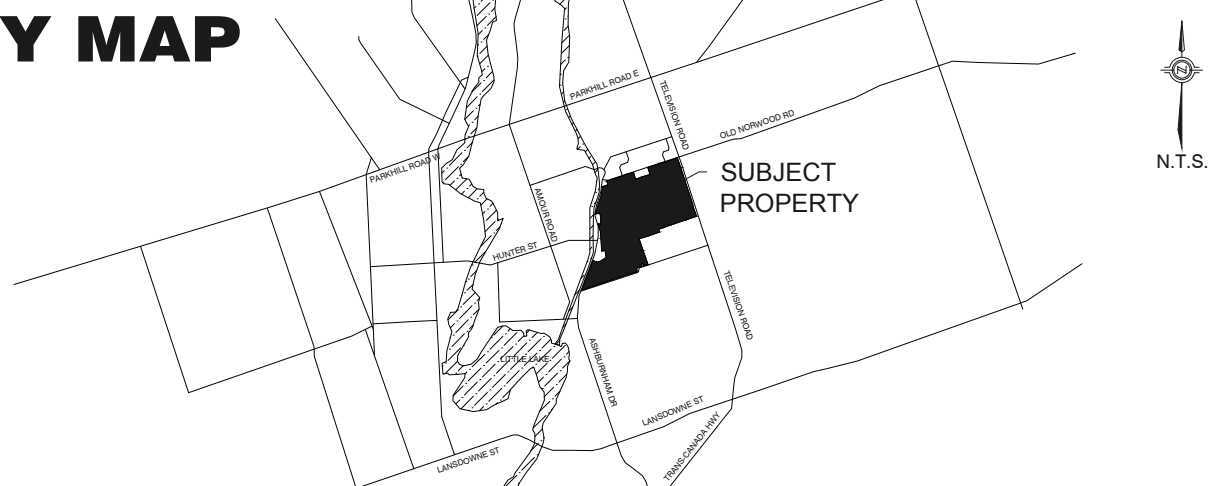 Y MAP
PARKHILL ROAD E
TELEVISION ROAD
OLD NORWOOD RD
N.T.S.
PARKHILL ROAD W
SUBJECT
PROPERTY
ARMOUR ROAD
HUNTER ST
TELEVISION ROAD
LITTLE LAKE
ASHBURNHAM DR
LANSDOWNE ST
TRANS-CANADA HWY
LANSDOWNE ST